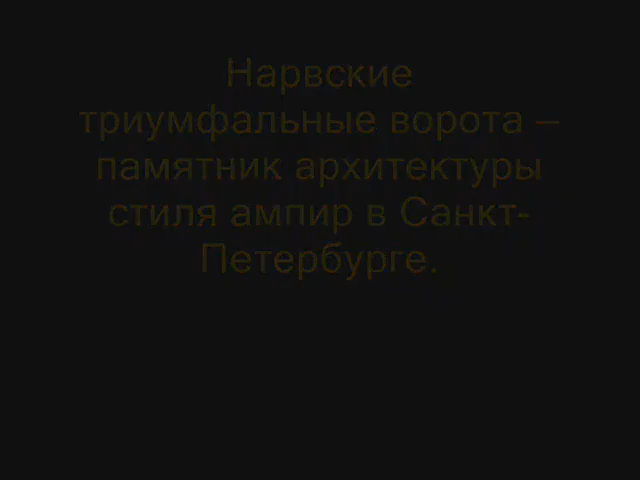 Нарвские
триумфальные ворота –
памятник архитектуры
стиля ампир в Санкт-
Петербурге.